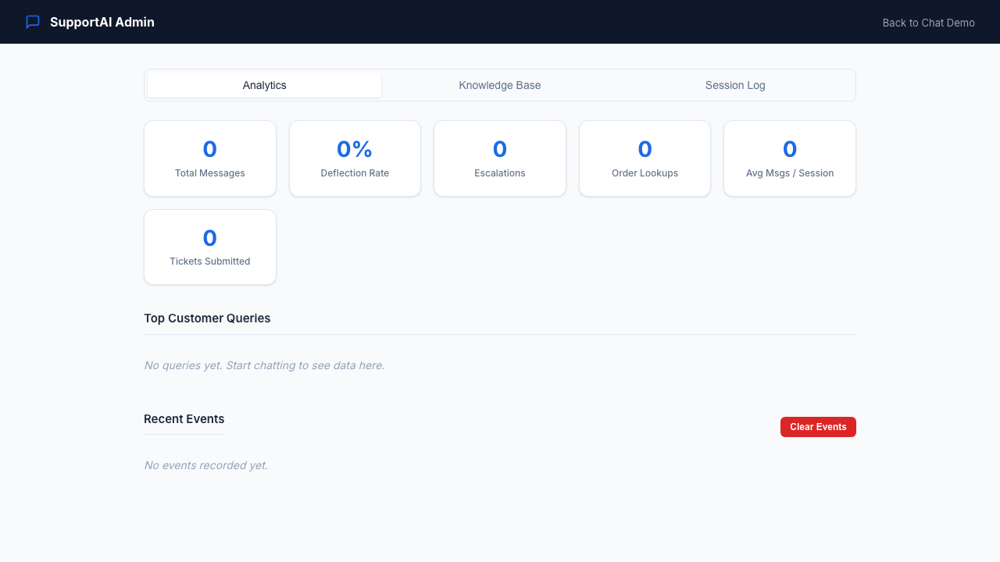 SupportAI Admin
Back to Chat Demo
Analytics
Knowledge Base
Session Log
0
Total Messages
0%
Deflection Rate
0
Escalations
0
Order Lookups
0
Avg Msgs / Session
0
Tickets Submitted
Top Customer Queries
No queries yet. Start chatting to see data here.
Recent Events
Clear Events
No events recorded yet.